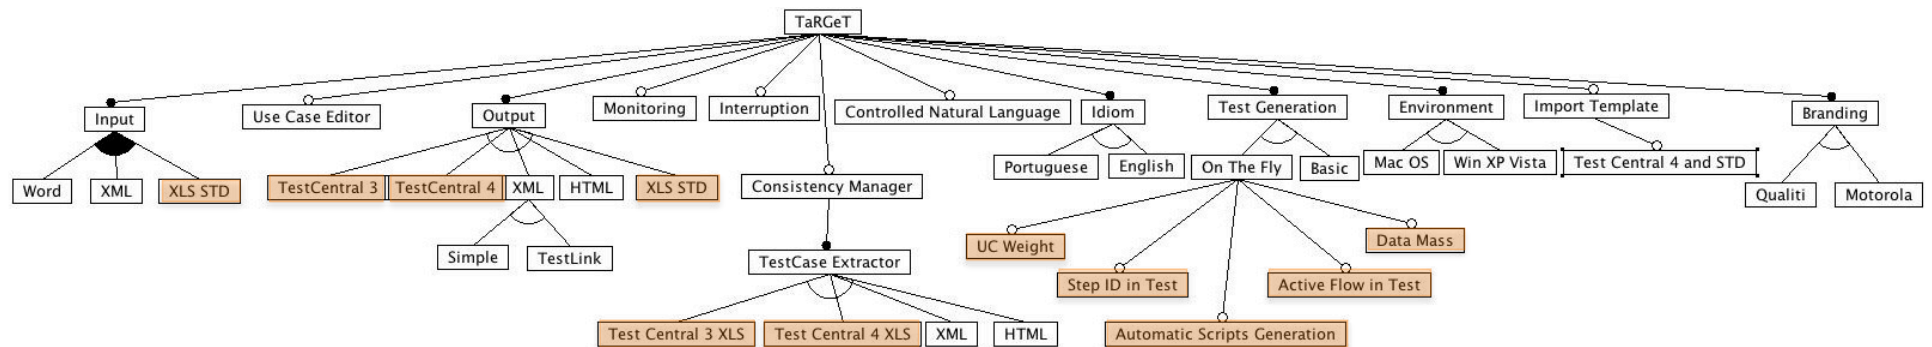 TaRGeT
Input
Use Case Editor
Output
Monitoring
Interruption
Controlled Natural Language
Idiom
Test Generation
Environment
Import Template
Branding
Word
XML
XLS STD
TestCentral 3
TestCentral 4
XML
HTML
XLS STD
Simple
TestLink
Consistency Manager
TestCase Extractor
Test Central 3 XLS
Test Central 4 XLS
XML
HTML
Portuguese
English
On The Fly
Basic
UC Weight
Step ID in Test
Automatic Scripts Generation
Active Flow in Test
Data Mass
Mac OS
Win XP Vista
Test Central 4 and STD
Qualiti
Motorola